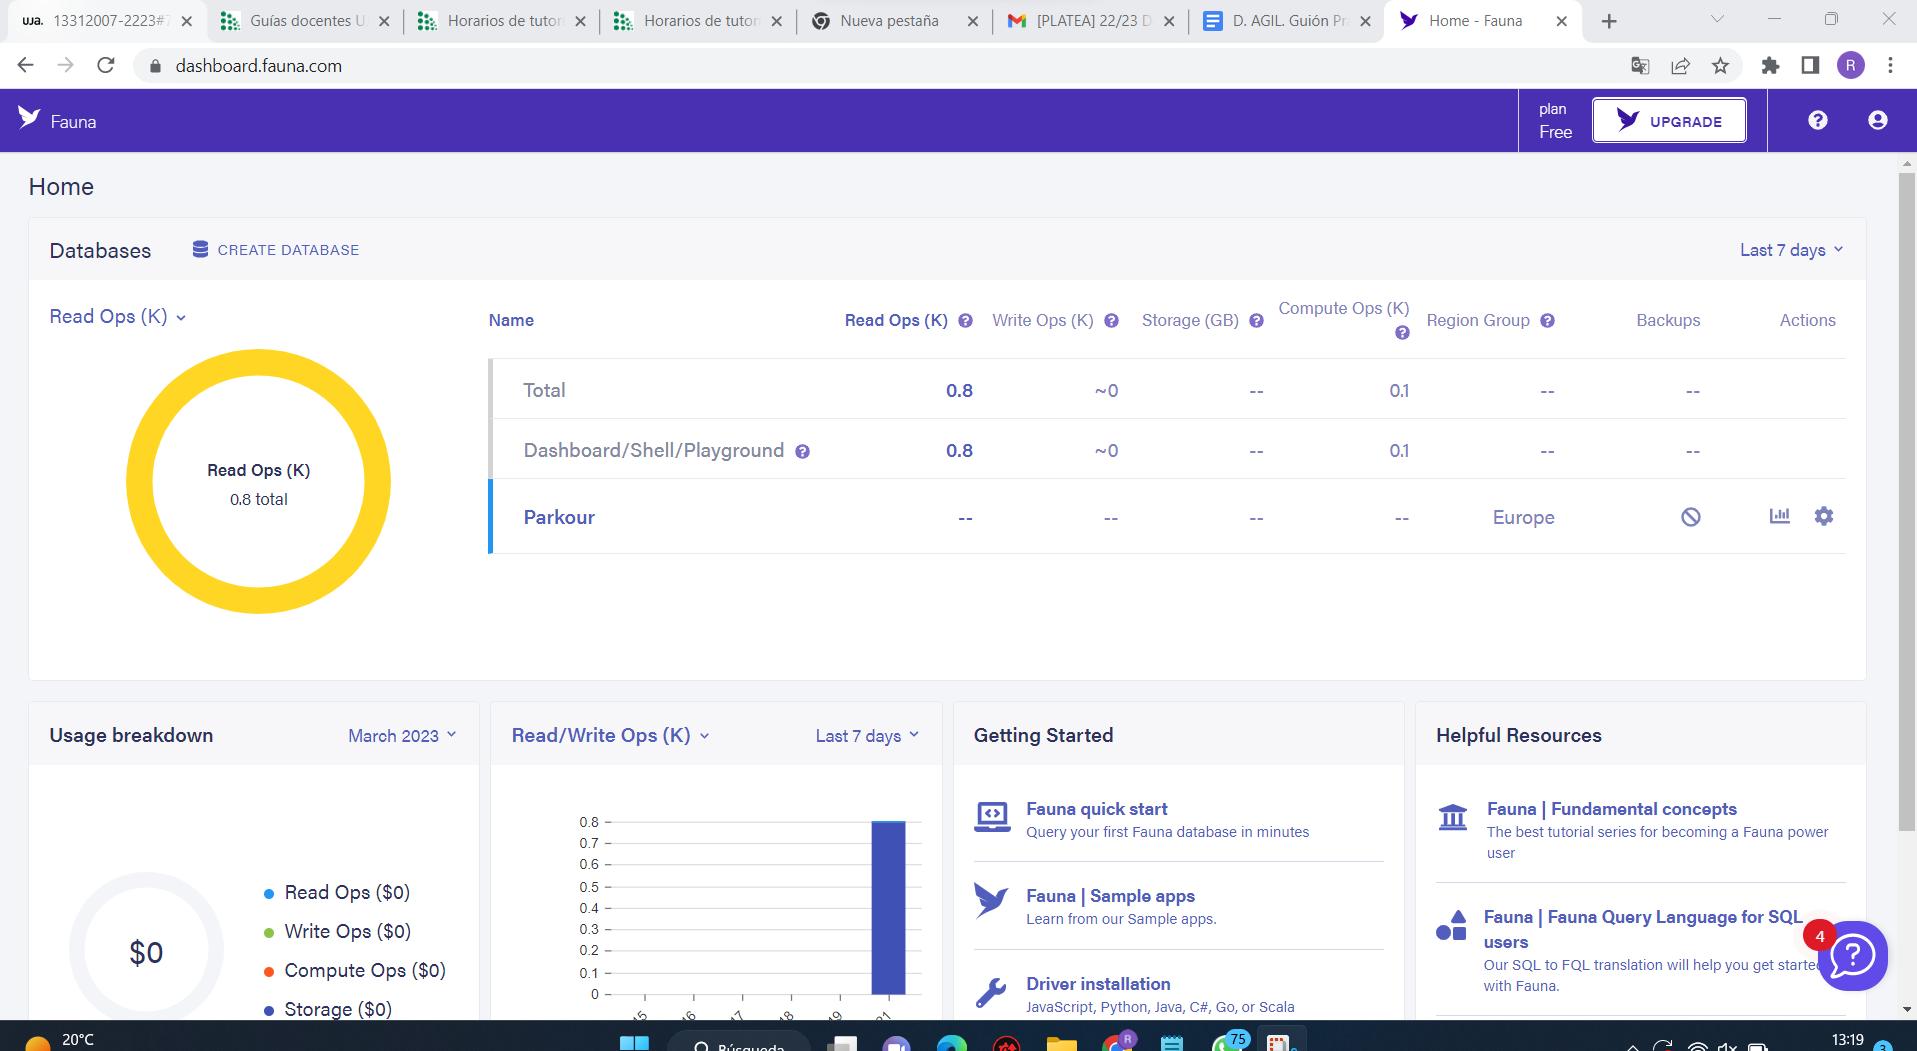 uja. 13312007-2223#7
Guías docentes U
Horarios de tutor
Horarios de tutor
Nueva pestaña
[PLATEA] 22/23 D
D. AGIL. Guión Pr
Home - Fauna
dashboard.fauna.com
R
Fauna
plan
Free
UPGRADE
Home
Databases
CREATE DATABASE
Last 7 days
Read Ops (K)
Read Ops (K)
0.8 total
Name Read Ops (K) Write Ops (K) Storage (GB) Compute Ops (K) Region Group Backups Actions
Total 0.8 ~0 -- 0.1 -- --
Dashboard/Shell/Playground 0.8 ~0 -- 0.1 -- --
Parkour -- -- -- -- Europe
Usage breakdown
March 2023
$0
Read Ops ($0)
Write Ops ($0)
Compute Ops ($0)
Storage ($0)
Read/Write Ops (K)
Last 7 days
0.8
0.7
0.6
0.5
0.4
0.3
0.2
0.1
0
15 16 17 18 19 21
Getting Started
Fauna quick start
Query your first Fauna database in minutes
Fauna | Sample apps
Learn from our Sample apps.
Driver installation
JavaScript, Python, Java, C#, Go, or Scala
Helpful Resources
Fauna | Fundamental concepts
The best tutorial series for becoming a Fauna power
user
Fauna | Fauna Query Language for SQL
users
Our SQL to FQL translation will help you get started
with Fauna.
4
20°C
Búsqueda
R
75
13:19
3